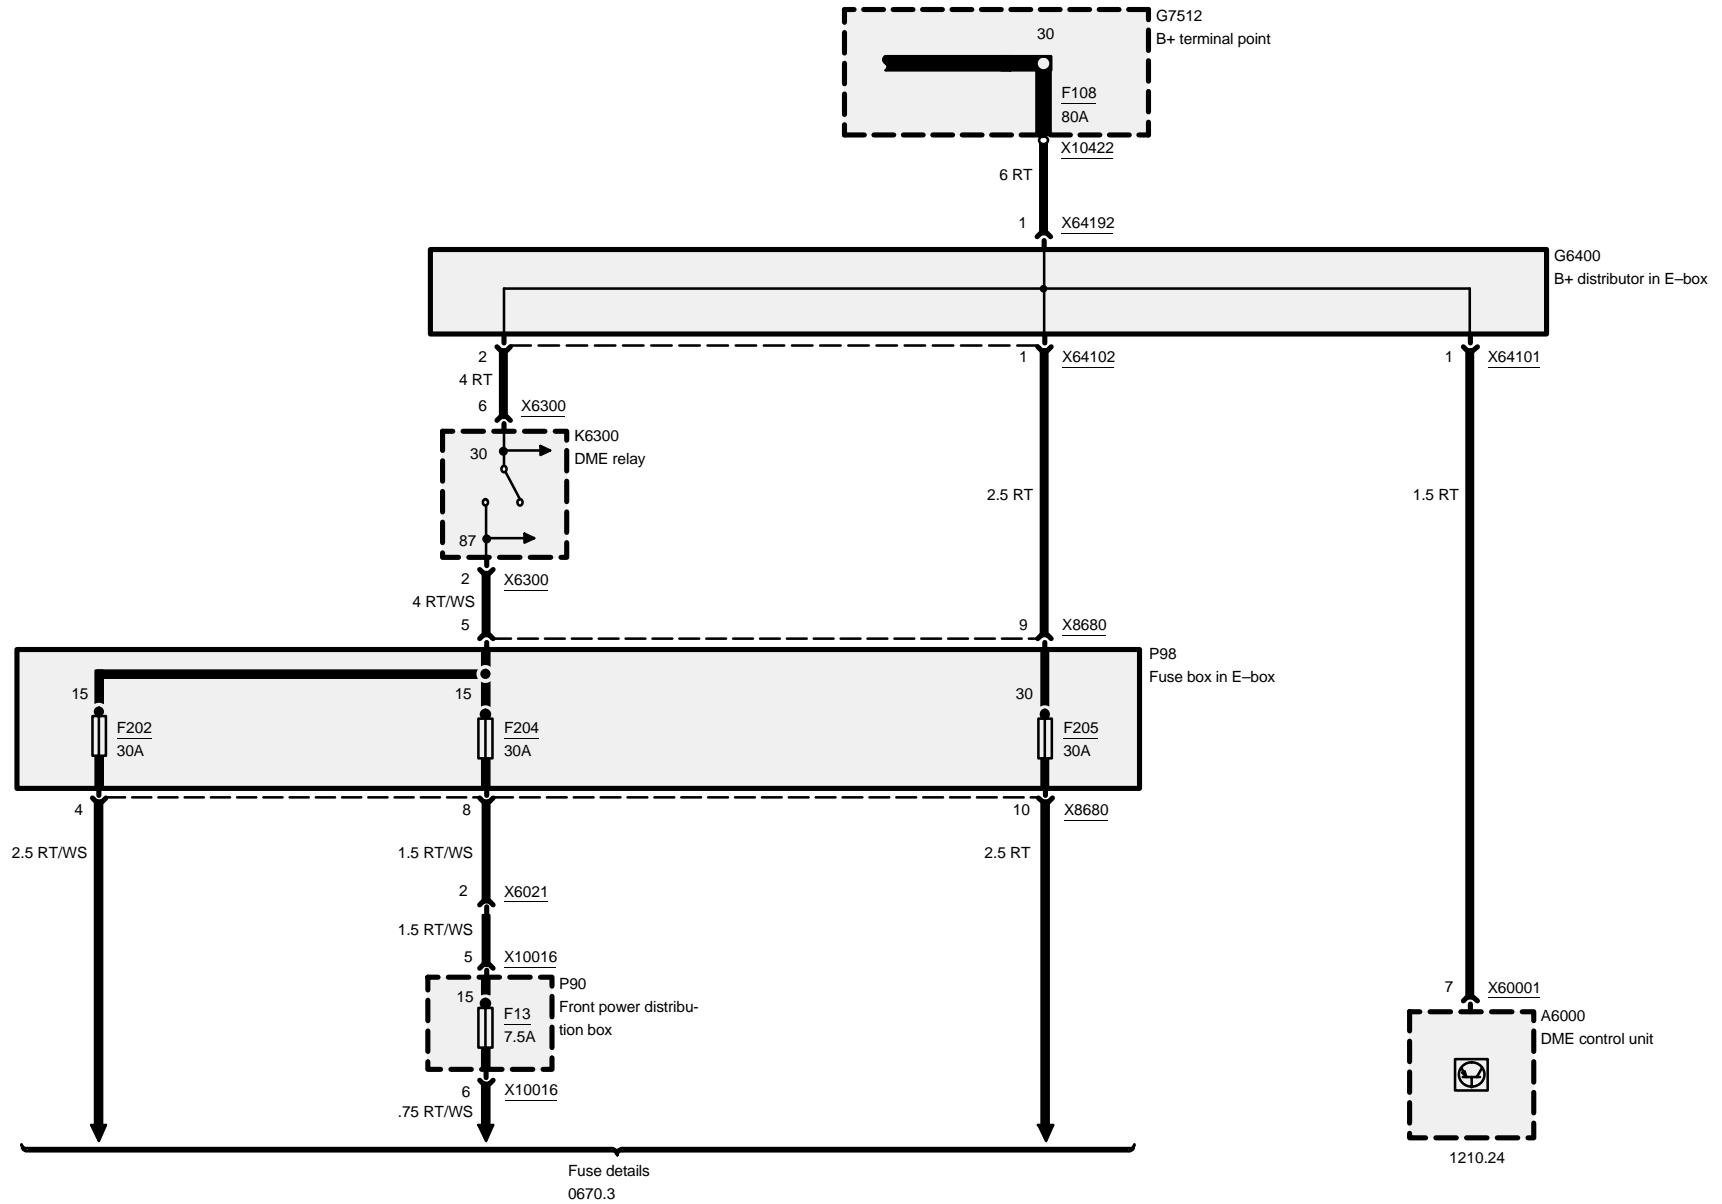 G7512
B+ terminal point
30
F108
80A
X10422
6 RT
1 X64192
G6400
B+ distributor in E–box
2
1 X64102
1 X64101
4 RT
6 X6300
K6300
DME relay
30
87
2.5 RT
1.5 RT
2 X6300
4 RT/WS
5
9 X8680
P98
Fuse box in E–box
15
15
30
F202
30A
F204
30A
F205
30A
4
8
10 X8680
2.5 RT/WS
1.5 RT/WS
2.5 RT
2 X6021
1.5 RT/WS
5 X10016
P90
Front power distribu-
tion box
15
F13
7.5A
6 X10016
.75 RT/WS
7 X60001
A6000
DME control unit
1210.24
Fuse details
0670.3